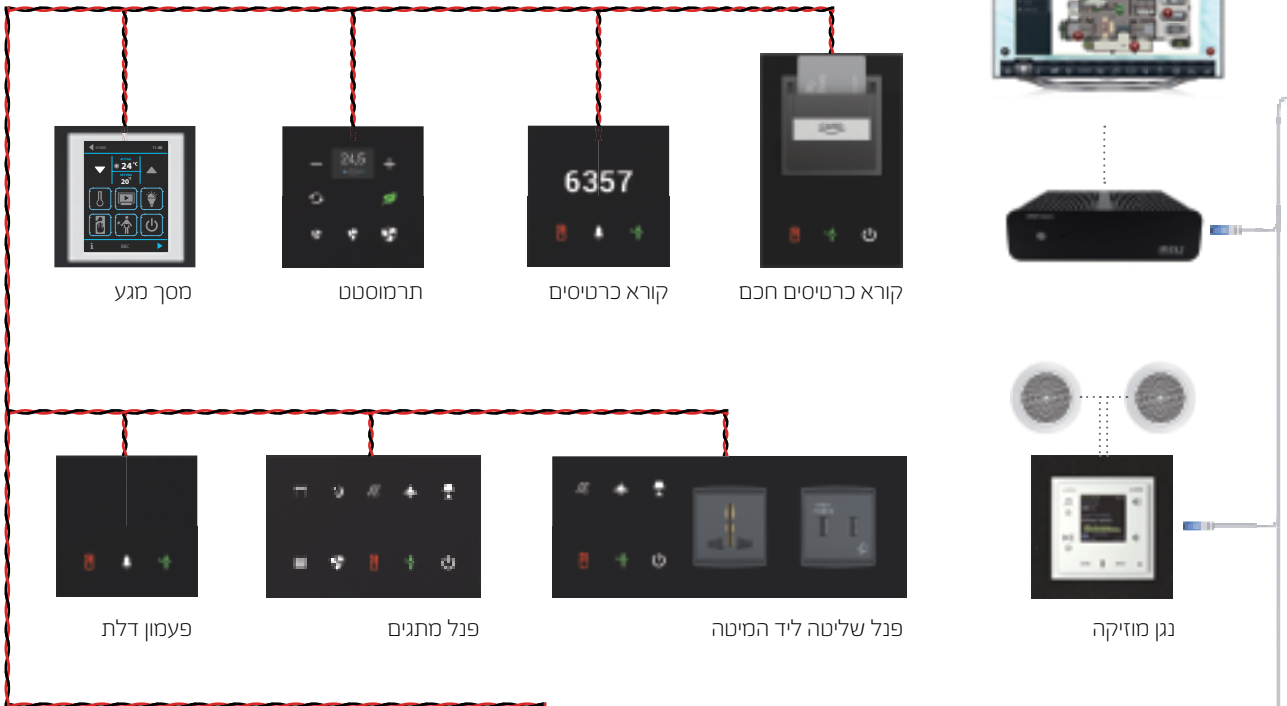 24 °C
20°
ESC
24,5
6357
מסך מגע
תרמוסטט
קורא כרטיסים
קורא כרטיסים חכם
פעמון דלת
פנל מתגים
פנל שליטה ליד המיטה
נגן מוזיקה